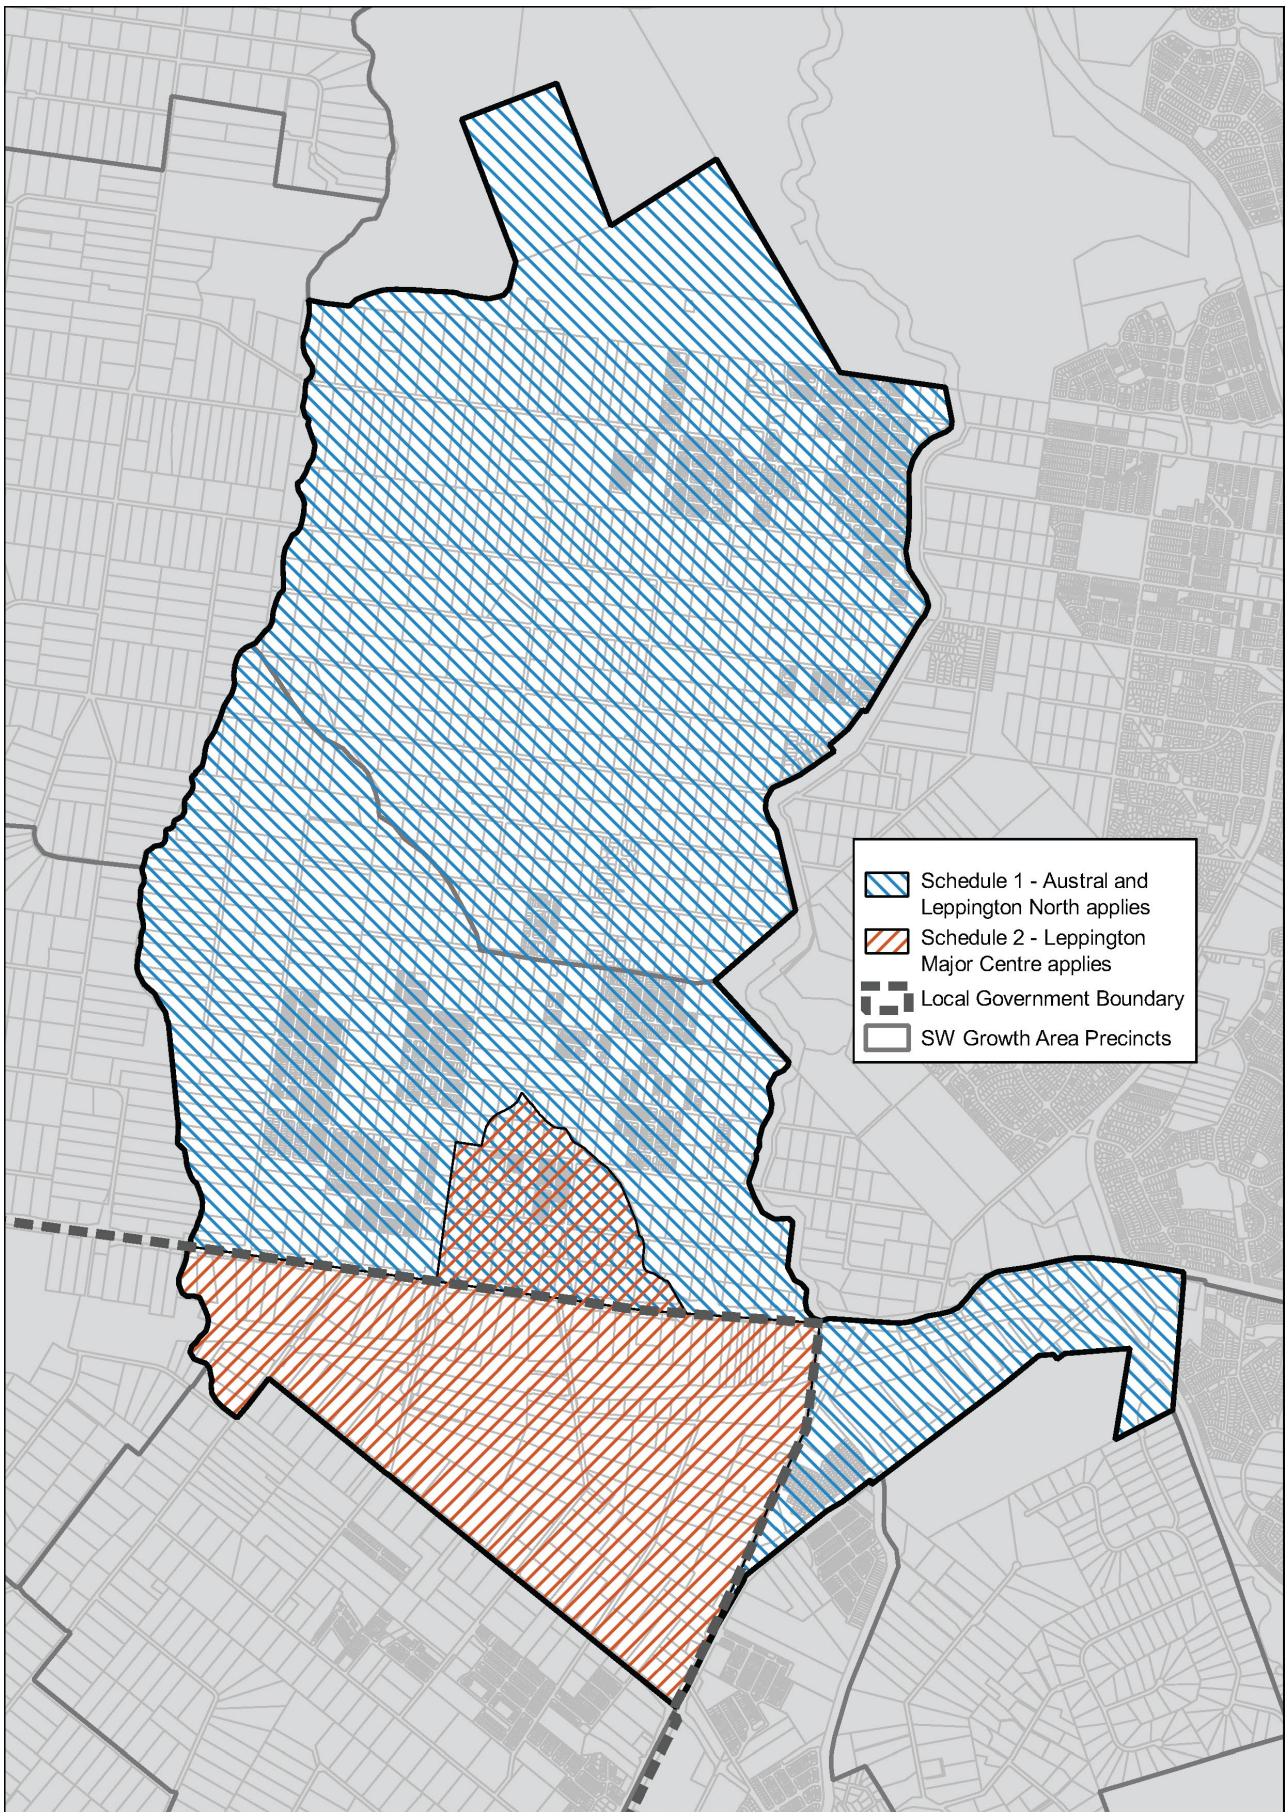 Schedule 1 - Austral and
Leppington North applies
Schedule 2 - Leppington
Major Centre applies
Local Government Boundary
SW Growth Area Precincts